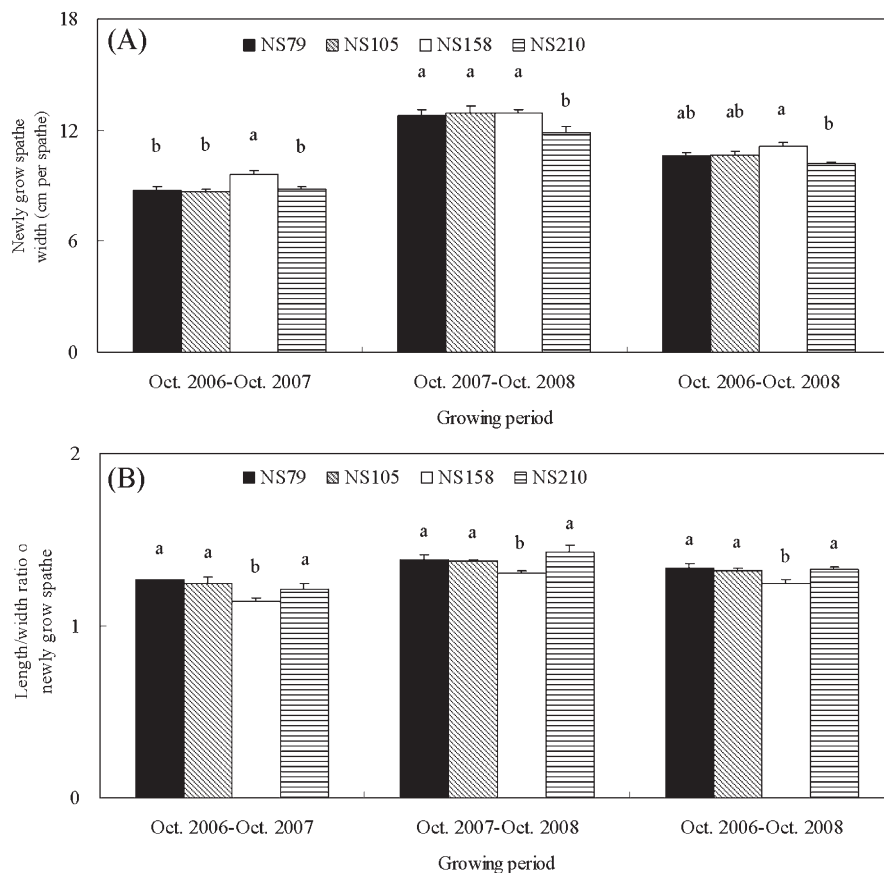 18
(A)
NS79 NS105 NS158 NS210
a a a
b
12
b b a b
ab ab a b
Newly grow spathe
width (cm per spathe)
6
0
Oct. 2006-Oct. 2007 Oct. 2007-Oct. 2008 Oct. 2006-Oct. 2008
Growing period
2
(B)
NS79 NS105 NS158 NS210
a a b a
a a b a
a a b a
Length/width ratio o
newly grow spathe
1
0
Oct. 2006-Oct. 2007 Oct. 2007-Oct. 2008 Oct. 2006-Oct. 2008
Growing period